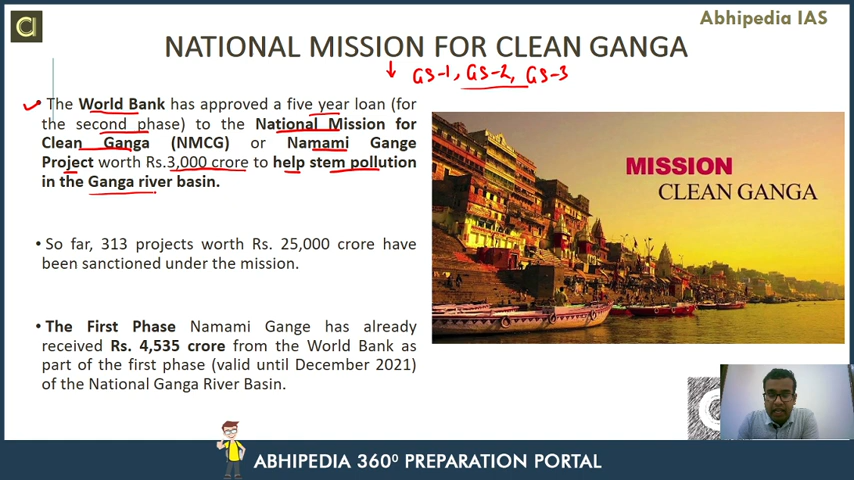 Abhipedia IAS
NATIONAL MISSION FOR CLEAN GANGA
GS-1, GS-2, GS-3
• The World Bank has approved a five year loan (for
the second phase) to the National Mission for
Clean Ganga (NMCG) or Namami Gange
Project worth Rs.3,000 crore to help stem pollution
in the Ganga river basin.
MISSION
CLEAN GANGA
• So far, 313 projects worth Rs. 25,000 crore have
been sanctioned under the mission.
• The First Phase Namami Gange has already
received Rs. 4,535 crore from the World Bank as
part of the first phase (valid until December 2021)
of the National Ganga River Basin.
ABHIPEDIA 360⁰ PREPARATION PORTAL